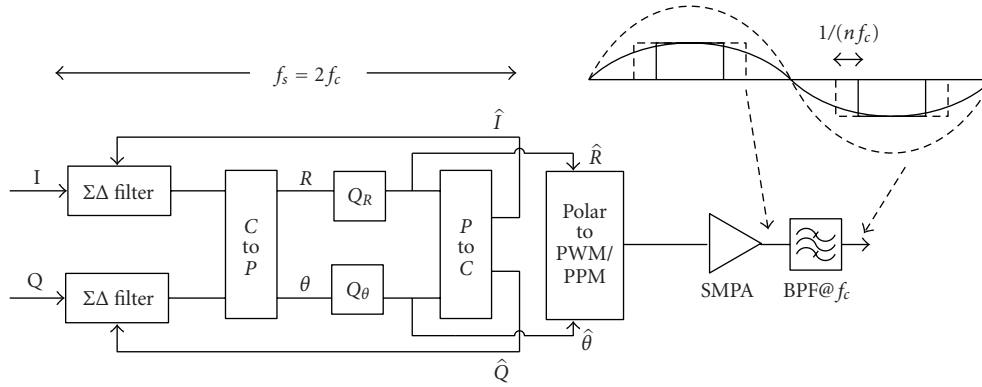 1/(nf_c)
f_s = 2f_c
Î
R̂
I
ΣΔ filter
R
Q_R
C
to
P
P
to
C
Polar
to
PWM/
PPM
Q
ΣΔ filter
θ
Q_θ
SMPA
BPF@f_c
θ̂
Q̂